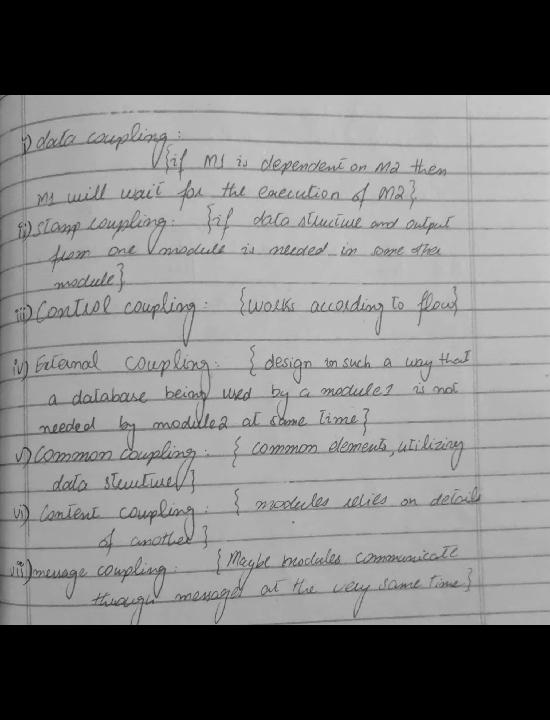 i) data coupling:
{if M1 is dependent on M2 then
M1 will wait for the execution of M2}
ii) stamp coupling: {if data structure and output
from one module is needed in some other
module}
iii) Control coupling: {works according to flow}
iv) External coupling: {design in such a way that
a database being used by a module1 is not
needed by module2 at same time}
v) Common coupling: {common elements, utilizing
data structure}
vi) Content coupling: {modules relies on details
of another}
vii) message coupling: {Maybe modules communicate
through messages at the very same time}